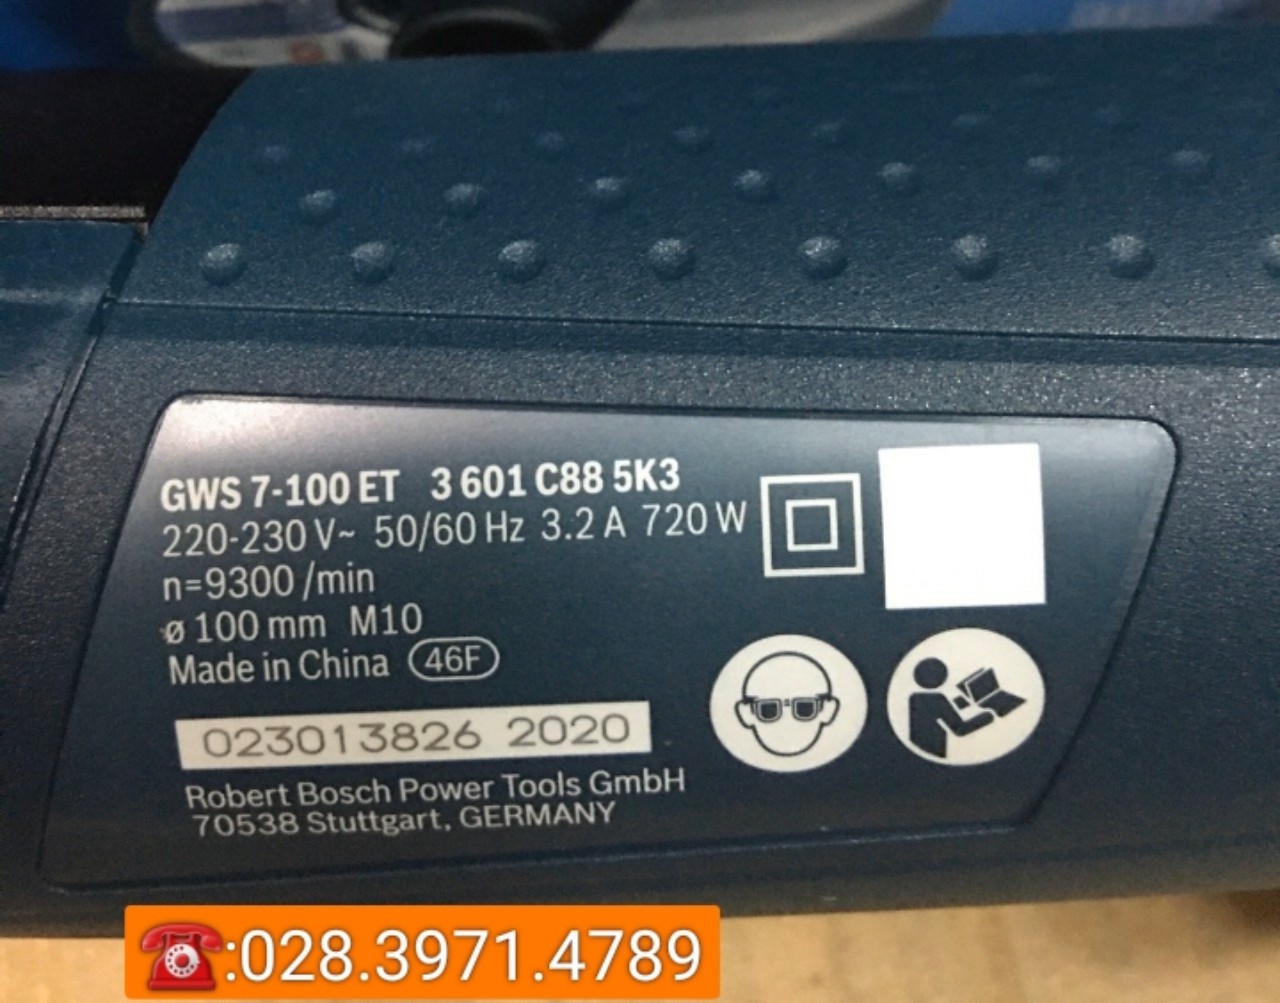 GWS 7-100 ET 3 601 C88 5K3
220-230 V~ 50/60 Hz 3.2 A 720 W
n=9300 /min
ø 100 mm M10
Made in China 46F
023013826 2020
Robert Bosch Power Tools GmbH
70538 Stuttgart, GERMANY
☎:028.3971.4789